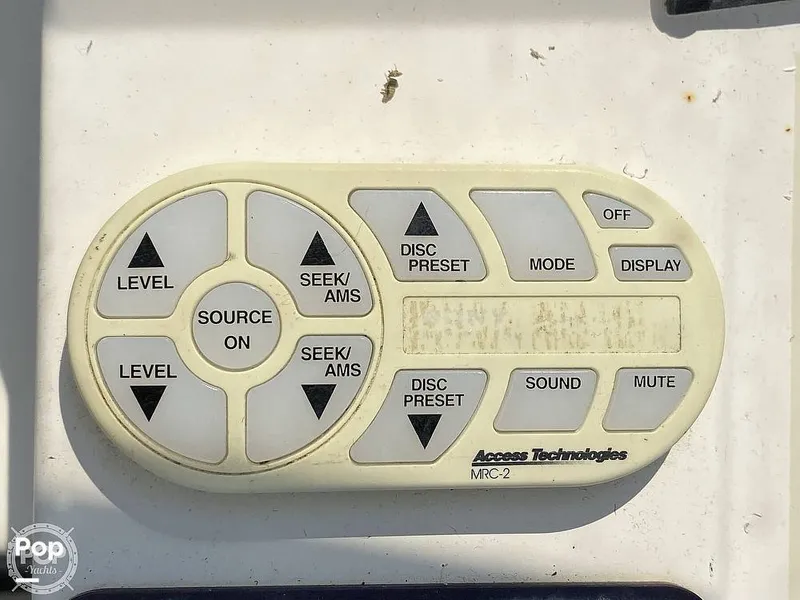 LEVEL
SEEK/
AMS
SOURCE
ON
LEVEL
SEEK/
AMS
DISC
PRESET
MODE
OFF
DISPLAY
DISC
PRESET
SOUND
MUTE
Access Technologies
MRC-2
Pop
Yachts